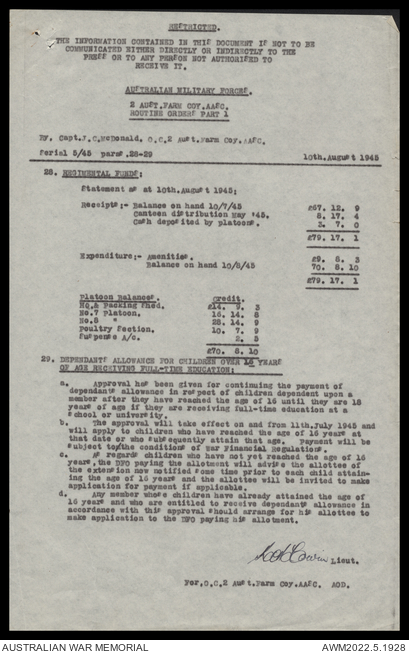 RESTRICTED.
THE INFORMATION CONTAINED IN THIS DOCUMENT IS NOT TO BE
COMMUNICATED EITHER DIRECTLY OR INDIRECTLY TO THE
PRESS OR TO ANY PERSON NOT AUTHORISED TO
RECEIVE IT.
AUSTRALIAN MILITARY FORCES.
2 AUST.FARM COY.AASC.
ROUTINE ORDERS PART 1
By. Capt.J.C.McDonald. O.C.2 Aust.Farm Coy.AASC.
Serial 5/45 paras.28-29 10th.August 1945
28. REGIMENTAL FUNDS:
Statement as at 10th.August 1945:
Receipts:- Balance on hand 10/7/45 £67. 12. 9
Canteen distribution May '45. 8. 17. 4
Cash deposited by platoons. 3. 7. 0
£79. 17. 1
Expenditure:- Amenities. £9. 8. 3
Balance on hand 10/8/45 70. 8. 10
£79. 17. 1
Platoon Balances. Credit.
HQ.& Packing Shed. £14. 9. 3
No.7 Platoon. 16. 14. 8
No.8 " 28. 14. 9
Poultry Section. 10. 7. 9
Suspense A/c. 2. 5
£70. 8. 10
29. DEPENDANTS ALLOWANCE FOR CHILDREN OVER 16 YEARS
OF AGE RECEIVING FULL-TIME EDUCATION:
a. Approval has been given for continuing the payment of
dependants allowance in respect of children dependent upon a
member after they have reached the age of 16 until they are 18
years of age if they are receiving full-time education at a
school or university.
b. The approval will take effect on and from 11th.July 1945 and
will apply to children who have reached the age of 16 years at
that date or who subsequently attain that age. Payment will be
subject to/the conditions of War Financial Regulations.
c. As regards children who have not yet reached the age of 16
years, the DFO paying the allotment will advise the allottee of
the extension now notified some time prior to each child attain-
ing the age of 16 years and the allottee will be invited to make
application for payment if applicable.
d. Any member whose children have already attained the age of
16 years and who are entitled to receive dependants allowance in
accordance with this approval should arrange for his allottee to
make application to the DFO paying his allotment.
Lieut.
For.O.C.2 Aust.Farm Coy.AASC. AOD.
AUSTRALIAN WAR MEMORIAL AWM2022.5.1928